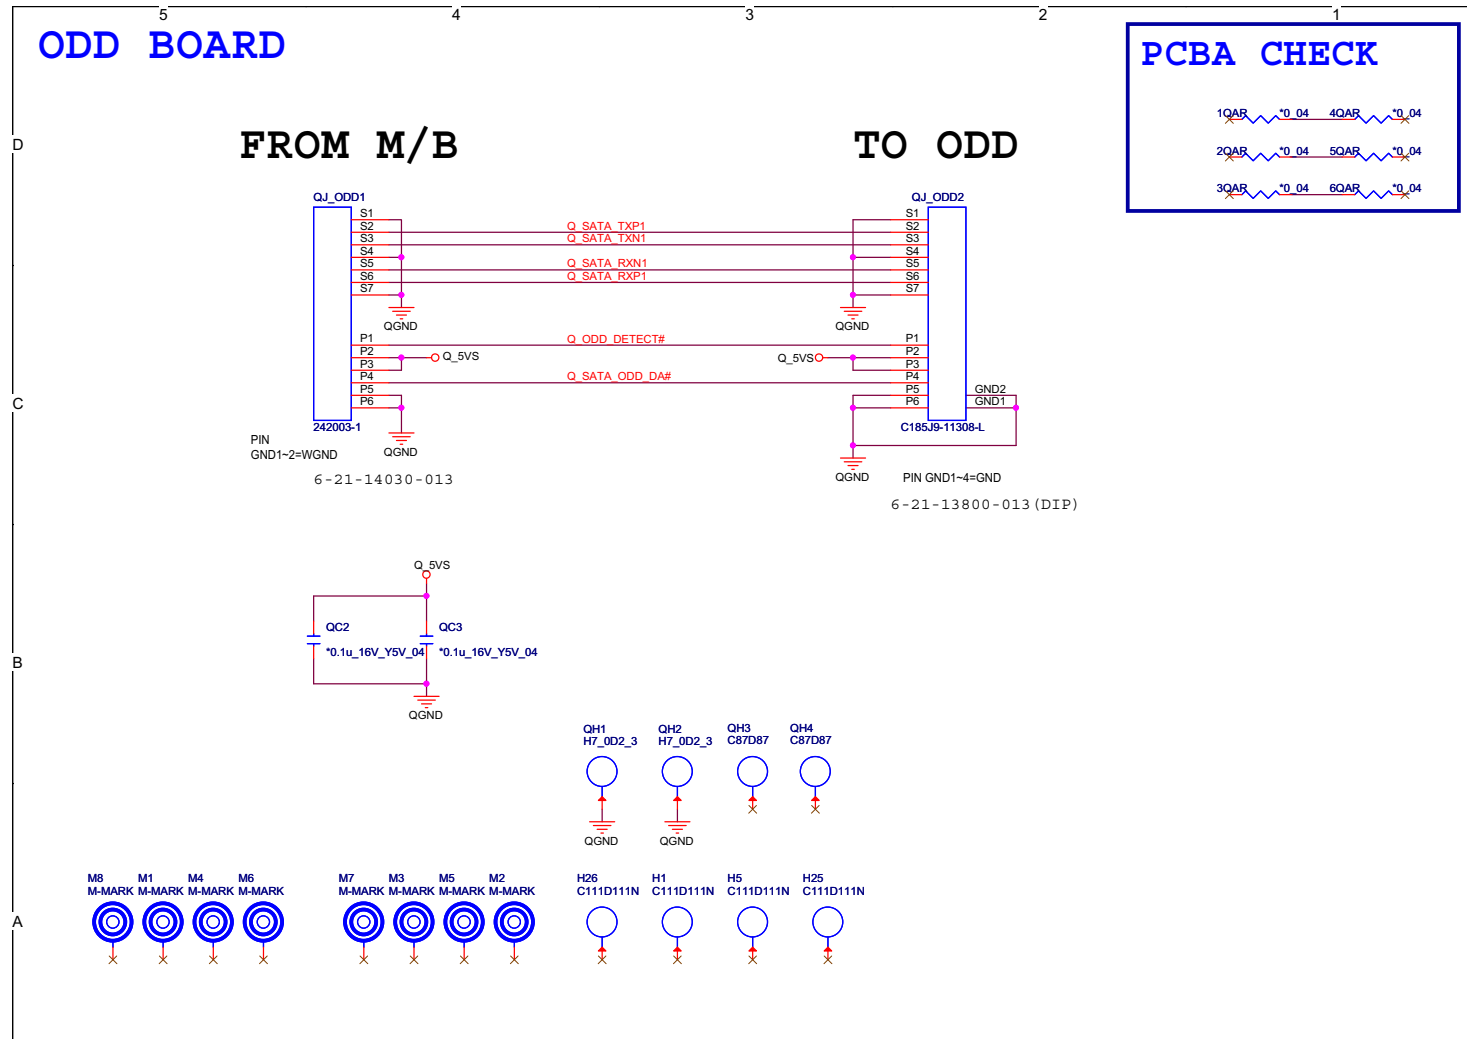 5 4 3 2 1
ODD BOARD
PCBA CHECK
1QAR *0_04 4QAR *0_04
2QAR *0_04 5QAR *0_04
3QAR *0_04 6QAR *0_04
D
FROM M/B TO ODD
QJ_ODD1 QJ_ODD2
S1 S1
S2 Q_SATA_TXP1 S2
S3 Q_SATA_TXN1 S3
S4 S4
S5 Q_SATA_RXN1 S5
S6 Q_SATA_RXP1 S6
S7 S7
QGND QGND
P1 Q_ODD_DETECT# P1
P2 Q_5VS Q_5VS P2
P3 P3
P4 Q_SATA_ODD_DA# P4
P5 P5 GND2
P6 P6 GND1
C
242003-1 C185J9-11308-L
PIN
GND1~2=WGND
QGND QGND
PIN GND1~4=GND
6-21-14030-013
6-21-13800-013(DIP)
Q_5VS
QC2 QC3
*0.1u_16V_Y5V_04 *0.1u_16V_Y5V_04
B
QGND
QH1 QH2 QH3 QH4
H7_0D2_3 H7_0D2_3 C87D87 C87D87
QGND QGND
M8 M1 M4 M6 M7 M3 M5 M2 H26 H1 H5 H25
M-MARK M-MARK M-MARK M-MARK M-MARK M-MARK M-MARK M-MARK C111D111N C111D111N C111D111N C111D111N
A